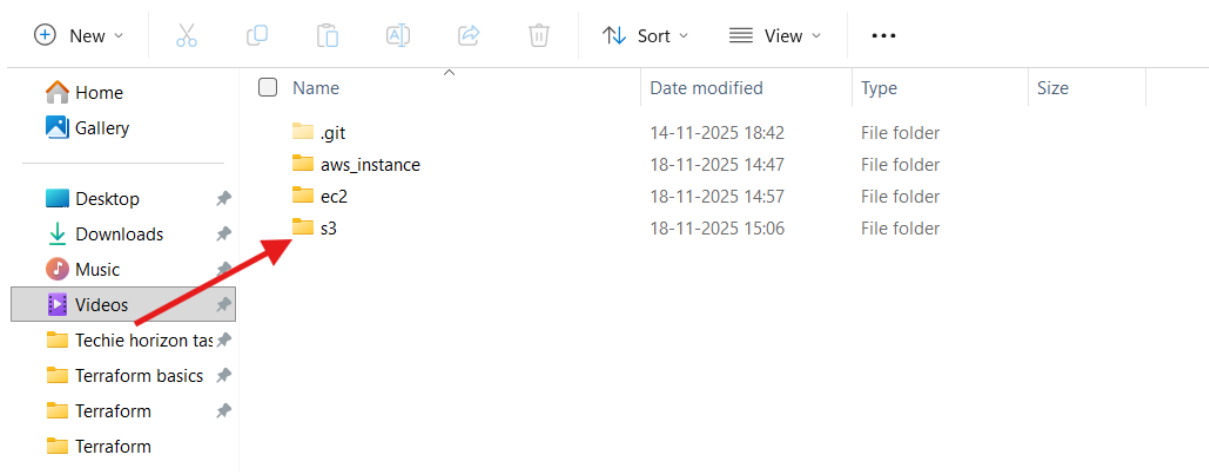 New Sort View
Home
Gallery
Desktop
Downloads
Music
Videos
Techie horizon tas
Terraform basics
Terraform
Terraform
Name Date modified Type Size
.git 14-11-2025 18:42 File folder
aws_instance 18-11-2025 14:47 File folder
ec2 18-11-2025 14:57 File folder
s3 18-11-2025 15:06 File folder